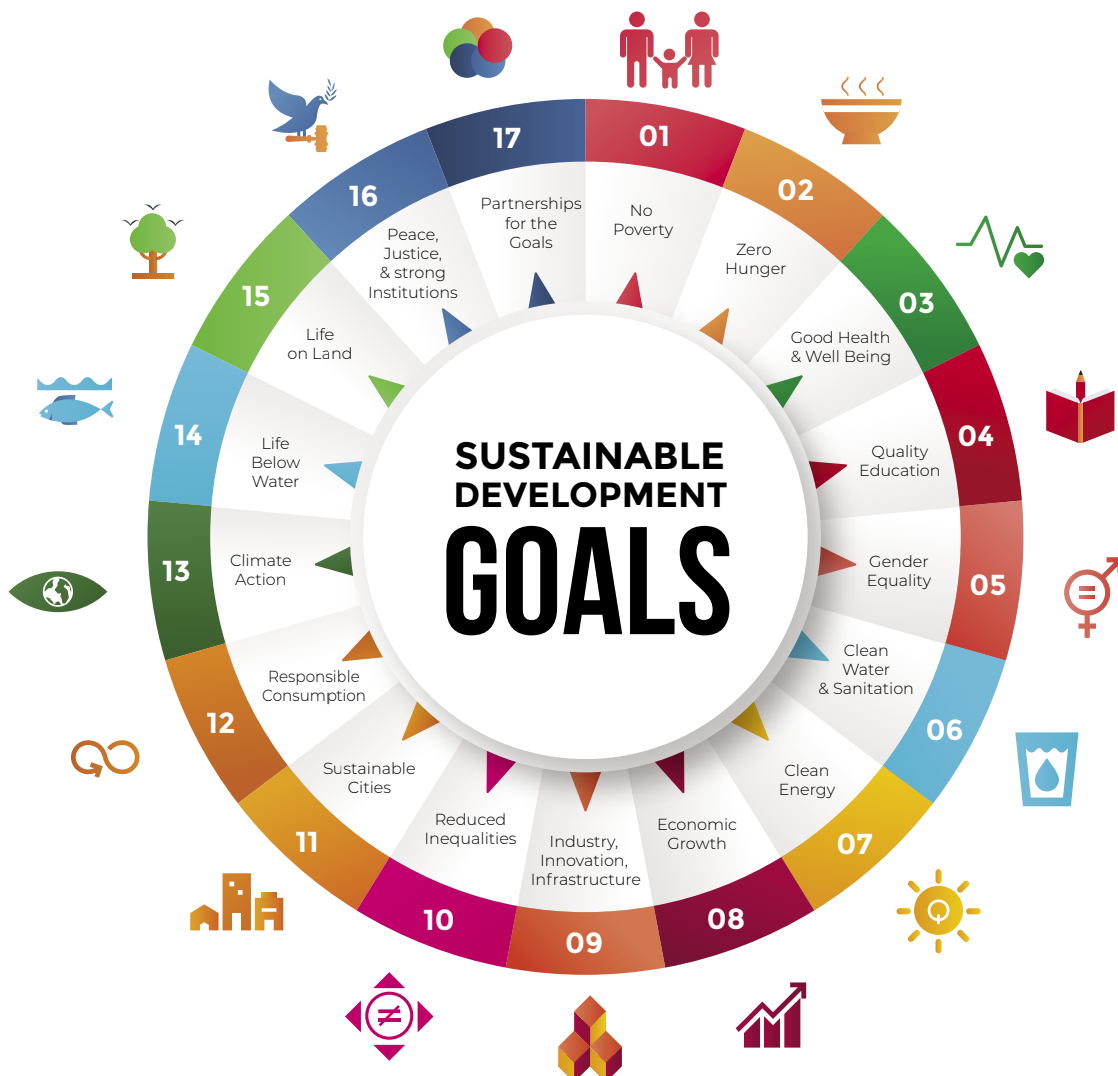 SUSTAINABLE
DEVELOPMENT
GOALS
01
No
Poverty
02
Zero
Hunger
03
Good Health
& Well Being
04
Quality
Education
05
Gender
Equality
06
Clean
Water
& Sanitation
07
Clean
Energy
08
Economic
Growth
09
Industry,
Innovation,
Infrastructure
10
Reduced
Inequalities
11
Sustainable
Cities
12
Responsible
Consumption
13
Climate
Action
14
Life
Below
Water
15
Life
on Land
16
Peace,
Justice,
& strong
Institutions
17
Partnerships
for the
Goals